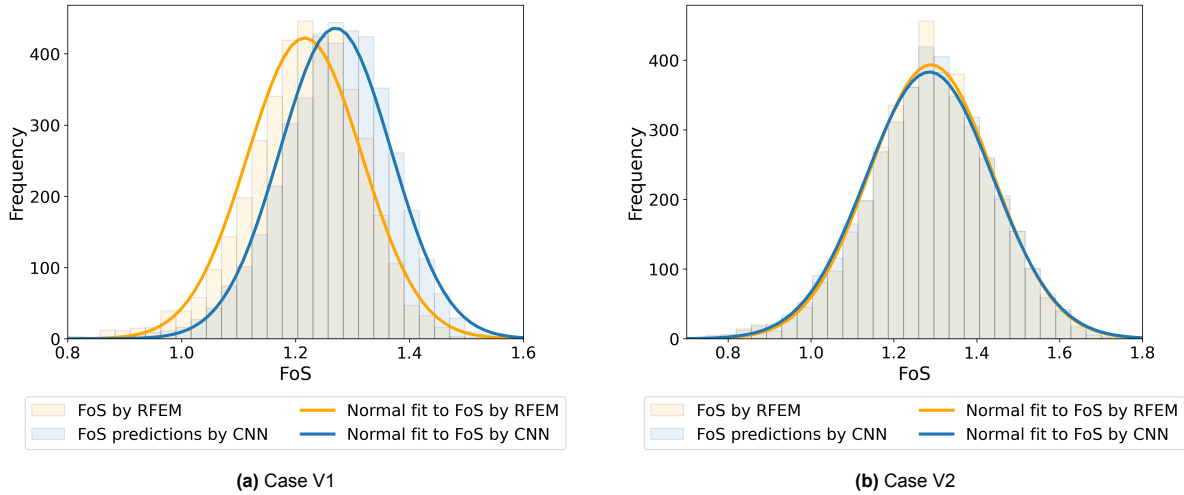 400
300
200
100
0
Frequency
0.8 1.0 1.2 1.4 1.6
FoS
FoS by RFEM
FoS predictions by CNN
Normal fit to FoS by RFEM
Normal fit to FoS by CNN
(a) Case V1
400
300
200
100
0
Frequency
0.8 1.0 1.2 1.4 1.6 1.8
FoS
FoS by RFEM
FoS predictions by CNN
Normal fit to FoS by RFEM
Normal fit to FoS by CNN
(b) Case V2